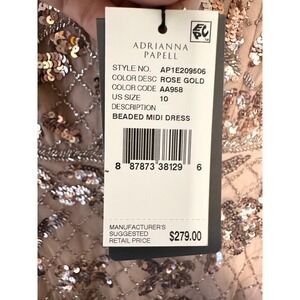 ADRIANNA
PAPELL
STYLE NO. AP1E209506
COLOR DESC ROSE GOLD
COLOR CODE AA958
US SIZE 10
DESCRIPTION
BEADED MIDI DRESS
8 87873 38129 6
MANUFACTURER'S
SUGGESTED
RETAIL PRICE $279.00